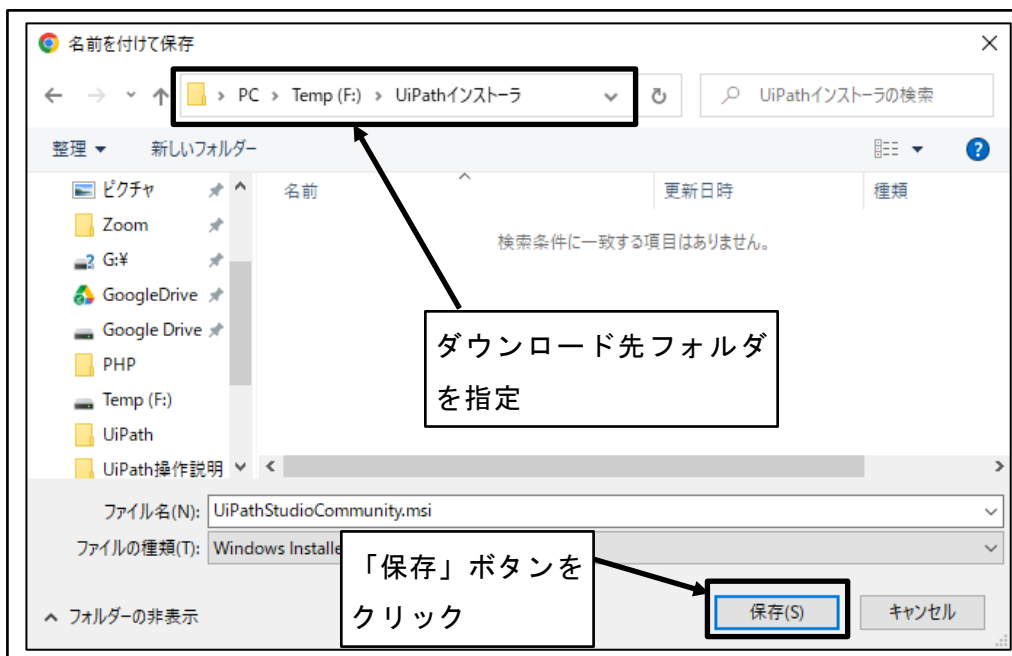 名前を付けて保存
PC > Temp (F:) > UiPathインストーラ
UiPathインストーラの検索
整理 新しいフォルダー
名前 更新日時 種類
検索条件に一致する項目はありません。
ピクチャ
Zoom
G:¥
GoogleDrive
Google Drive
PHP
Temp (F:)
UiPath
UiPath操作説明
ダウンロード先フォルダ
を指定
ファイル名(N): UiPathStudioCommunity.msi
ファイルの種類(T): Windows
「保存」ボタンを
クリック
フォルダーの非表示
保存(S) キャンセル